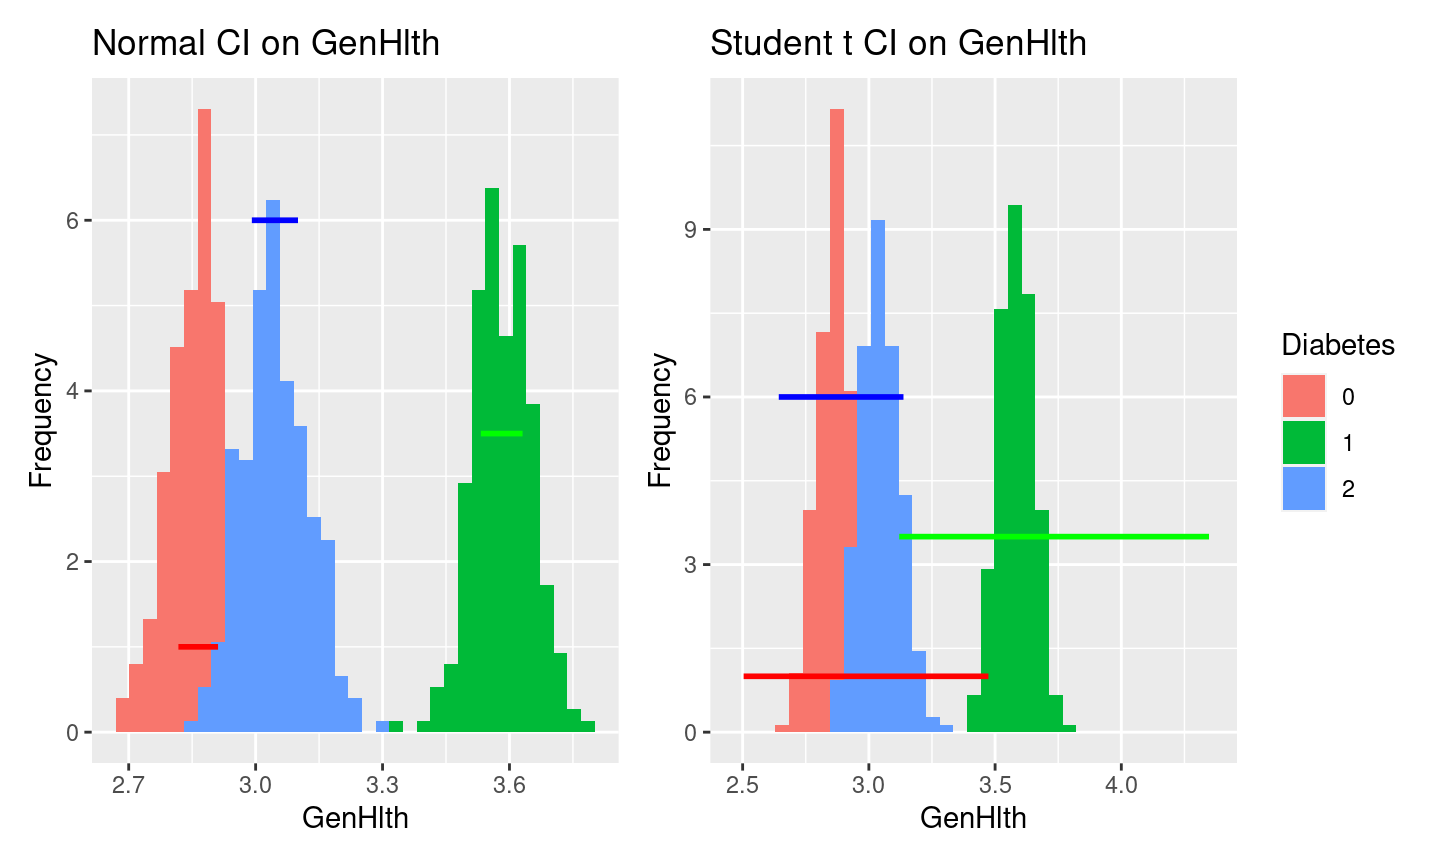 Normal CI on GenHlth
Frequency
6
4
2
0
2.7 3.0 3.3 3.6
GenHlth
Student t CI on GenHlth
Frequency
9
6
3
0
2.5 3.0 3.5 4.0
GenHlth
Diabetes
0
1
2